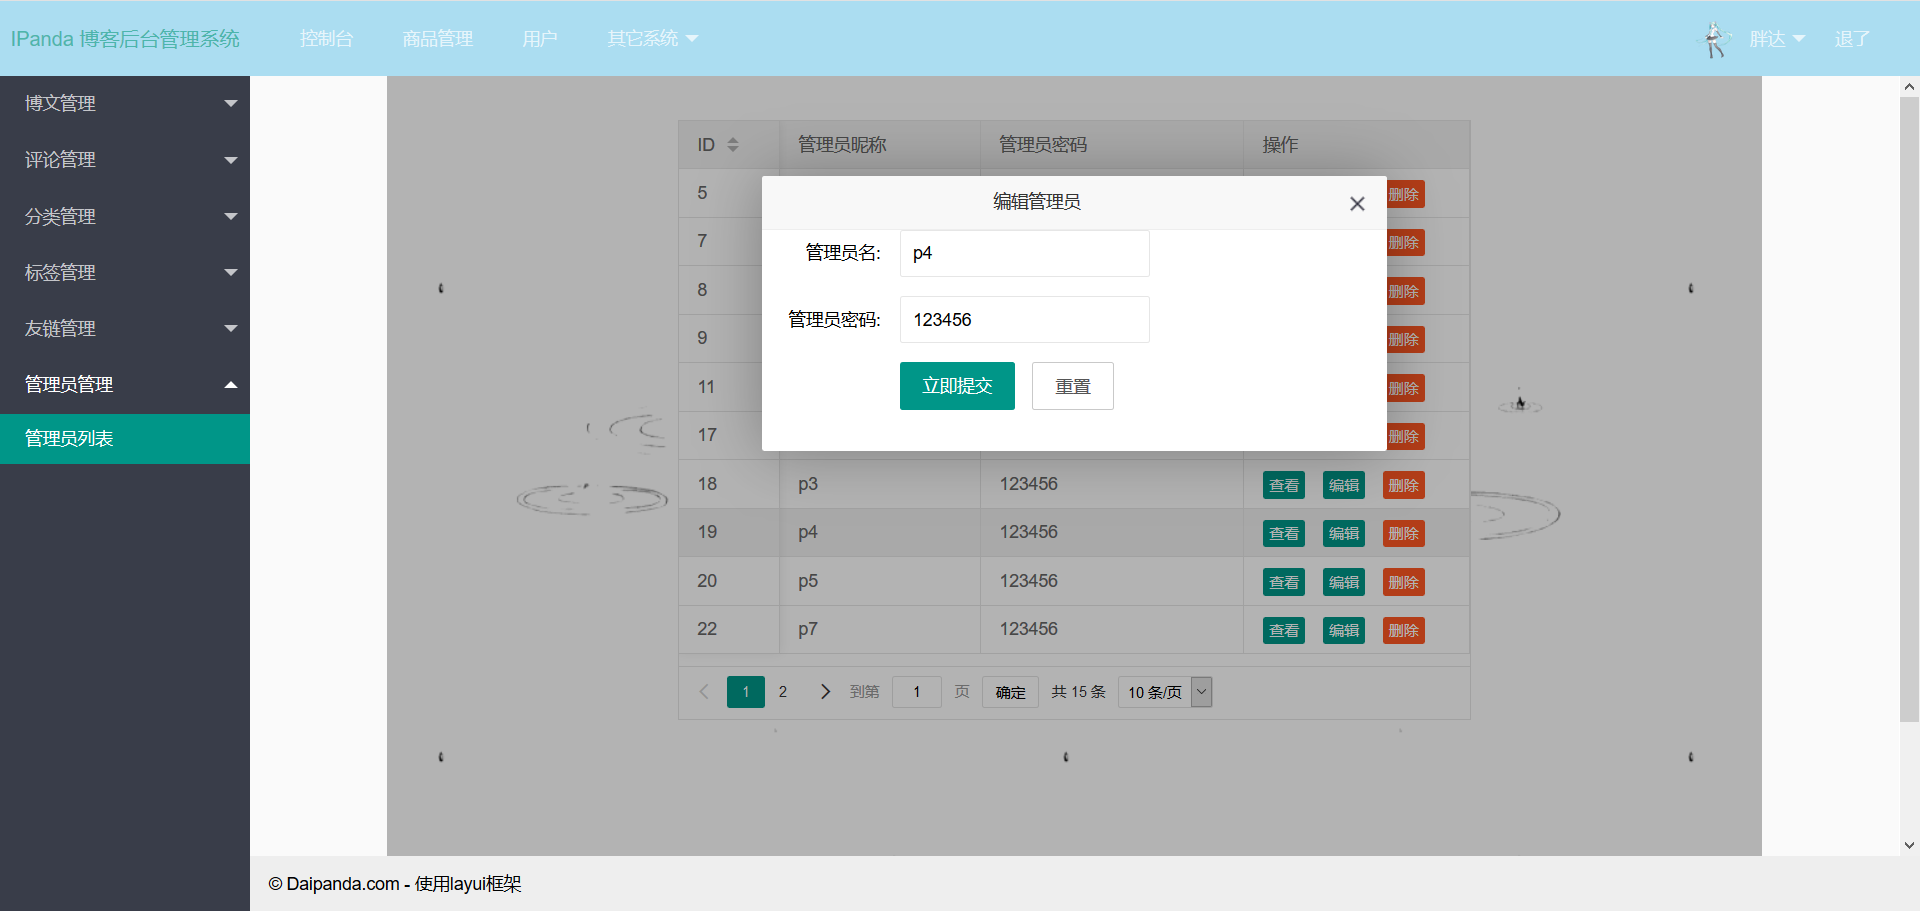 IPanda 博客后台管理系统 控制台 商品管理 用户 其它系统 胖达 退了
博文管理
评论管理
分类管理
标签管理
友链管理
管理员管理
管理员列表
ID 管理员昵称 管理员密码 操作
5 删除
7 删除
8 删除
9 删除
11 删除
17 删除
编辑管理员
管理员名: p4
管理员密码: 123456
立即提交 重置
18 p3 123456 查看 编辑 删除
19 p4 123456 查看 编辑 删除
20 p5 123456 查看 编辑 删除
22 p7 123456 查看 编辑 删除
1 2 到第 1 页 确定 共 15 条 10 条/页
© Daipanda.com - 使用layui框架